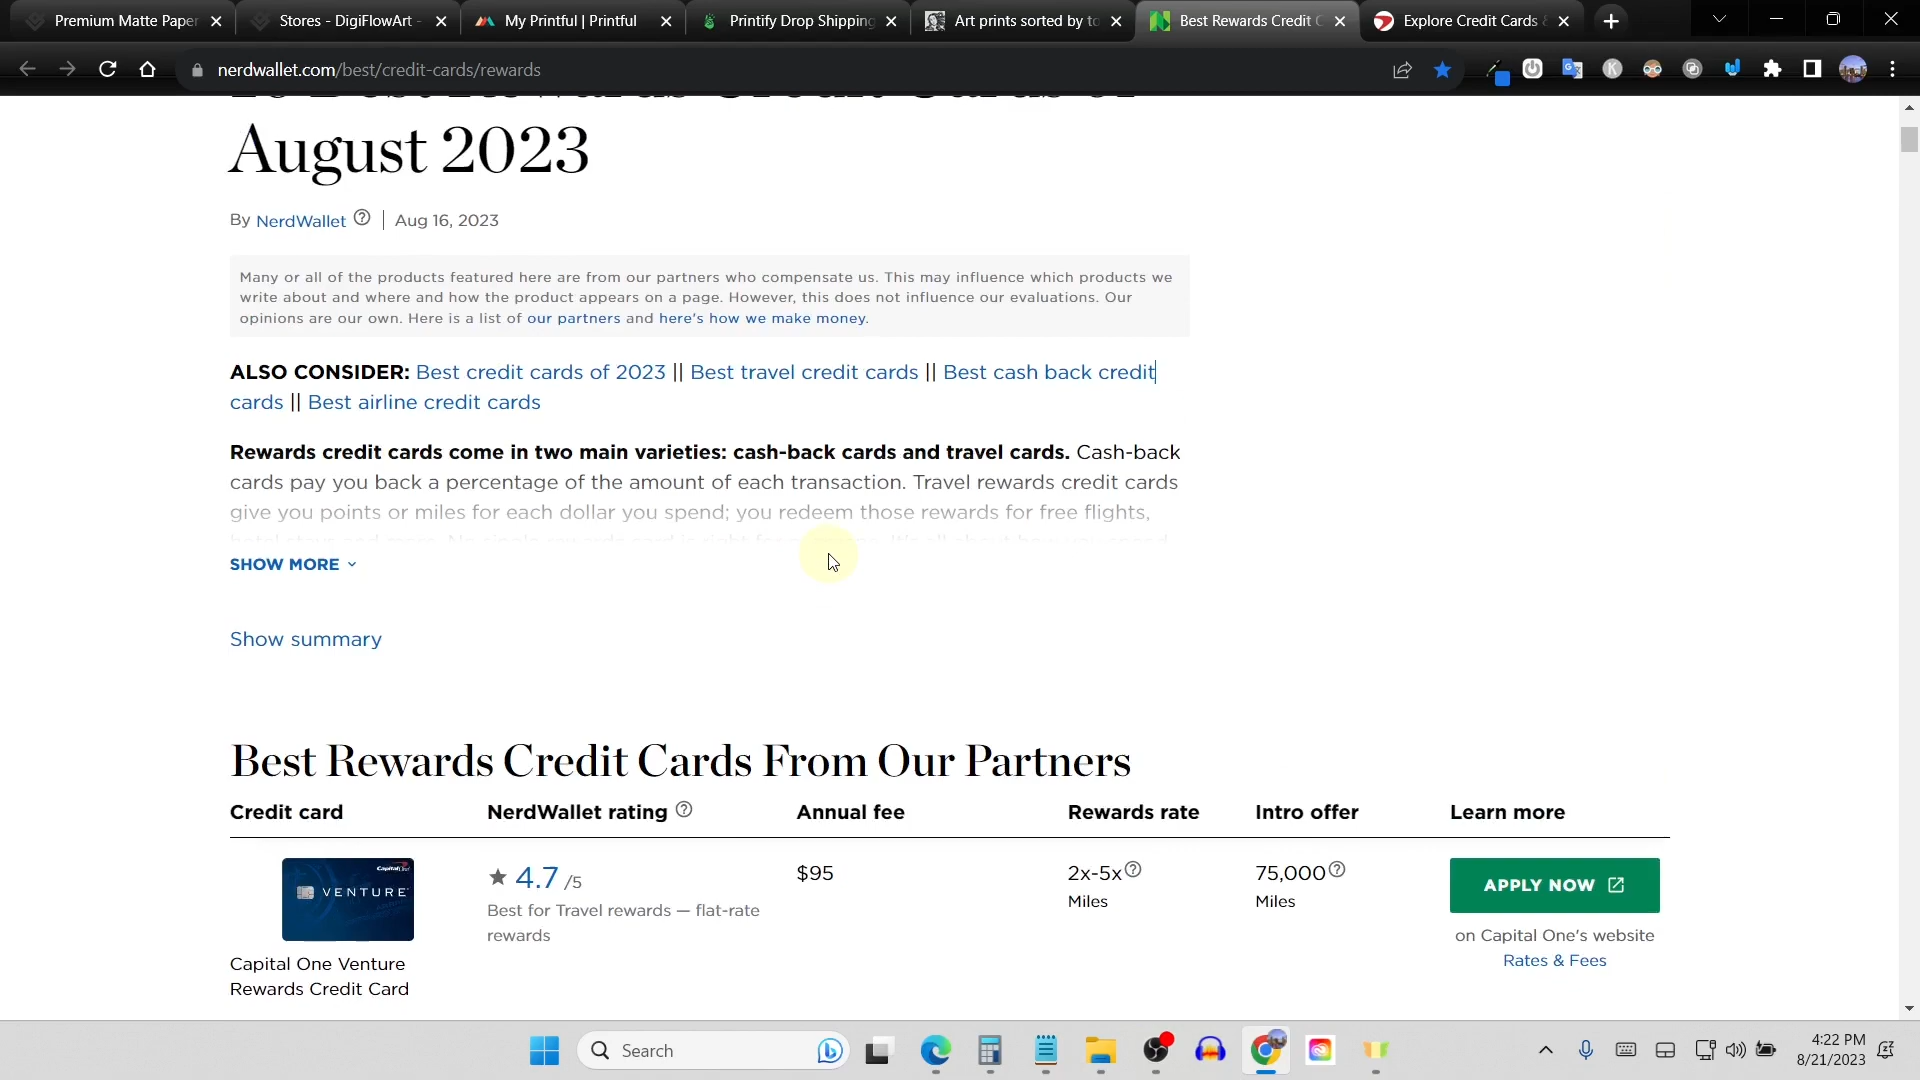 Premium Matte Paper
Stores - DigiFlowArt -
My Printful | Printful
Printify Drop Shipping
Art prints sorted by to
Best Rewards Credit C
Explore Credit Cards &
nerdwallet.com/best/credit-cards/rewards
August 2023
By NerdWallet | Aug 16, 2023
Many or all of the products featured here are from our partners who compensate us. This may influence which products we
write about and where and how the product appears on a page. However, this does not influence our evaluations. Our
opinions are our own. Here is a list of our partners and here's how we make money.
ALSO CONSIDER: Best credit cards of 2023 || Best travel credit cards || Best cash back credit
cards || Best airline credit cards
Rewards credit cards come in two main varieties: cash-back cards and travel cards. Cash-back
cards pay you back a percentage of the amount of each transaction. Travel rewards credit cards
give you points or miles for each dollar you spend; you redeem those rewards for free flights,
SHOW MORE
Show summary
Best Rewards Credit Cards From Our Partners
Credit card NerdWallet rating Annual fee Rewards rate Intro offer Learn more
Capital One
VENTURE
4.7 /5
Best for Travel rewards — flat-rate
rewards
$95
2x-5x
Miles
75,000
Miles
APPLY NOW
on Capital One's website
Rates & Fees
Capital One Venture
Rewards Credit Card
Search
4:22 PM
8/21/2023